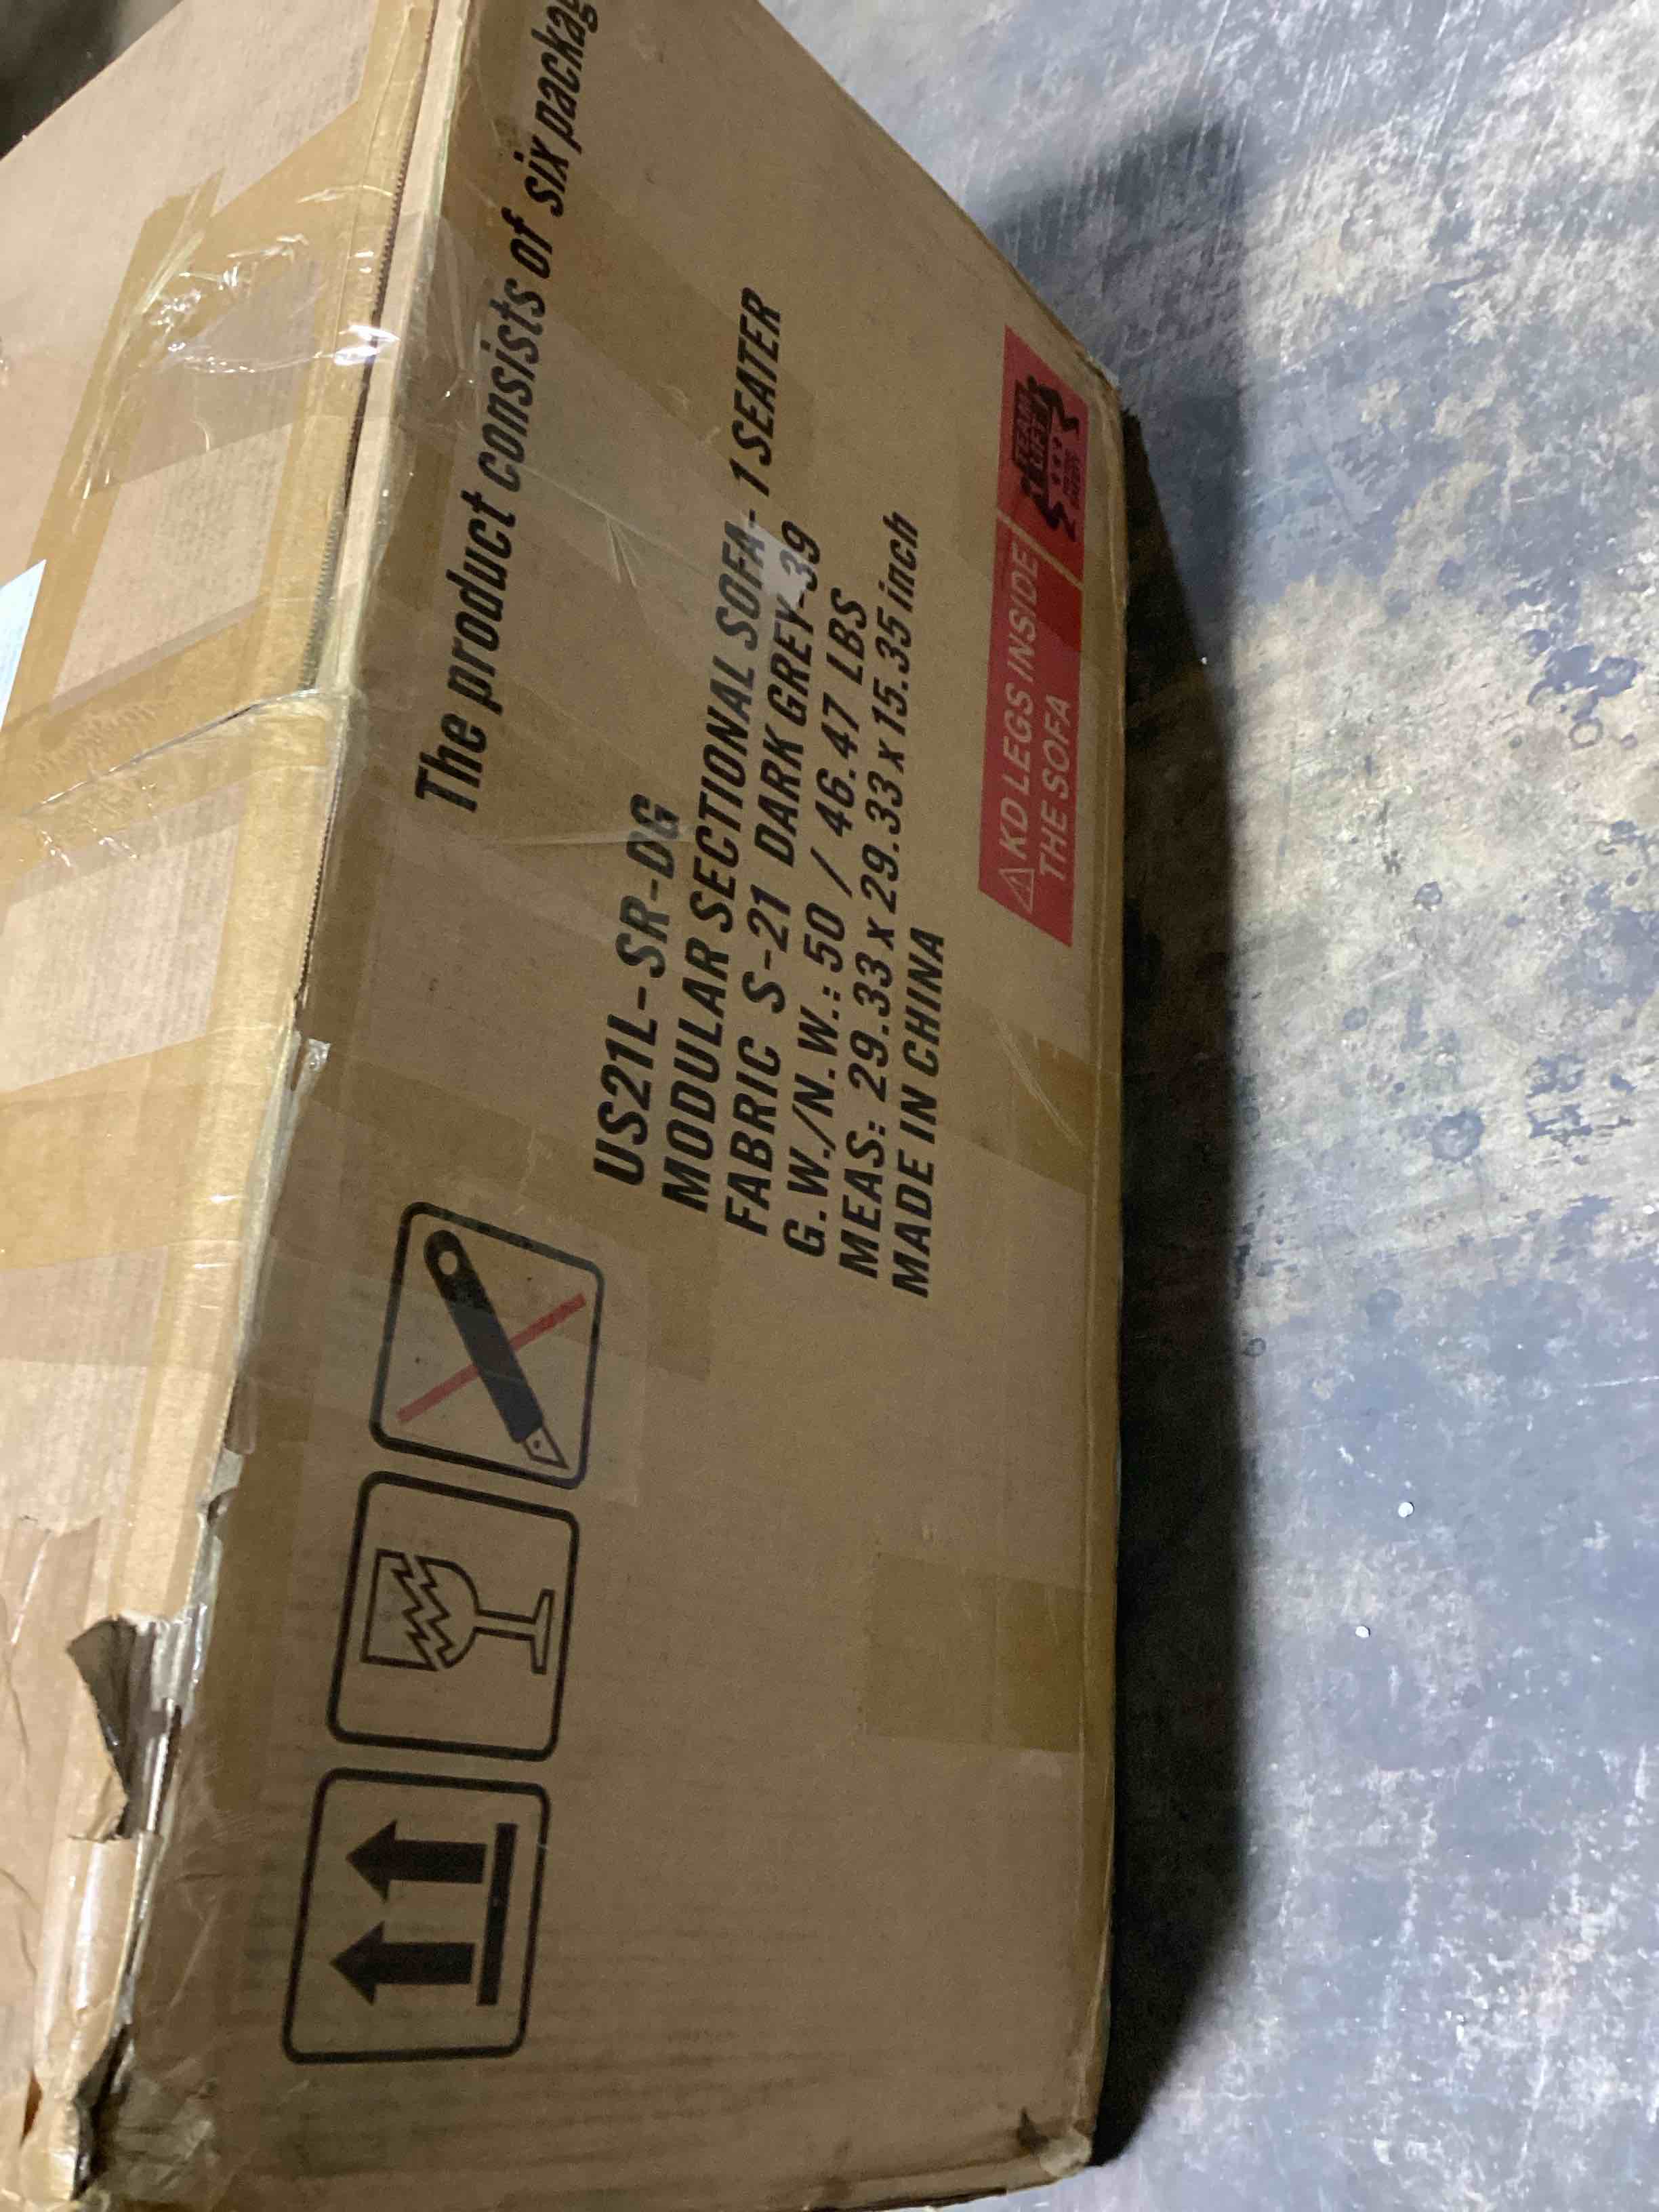 The product consists of six packag
US21L-SR-DG
MODULAR SECTIONAL SOFA- 1 SEATER
FABRIC S-21 DARK GREY-39
G.W./N.W.: 50 / 46.47 LBS
MEAS: 29.33 x 29.33 x 15.35 inch
MADE IN CHINA
⚠ KD LEGS INSIDE
THE SOFA
TEAM
LIFT